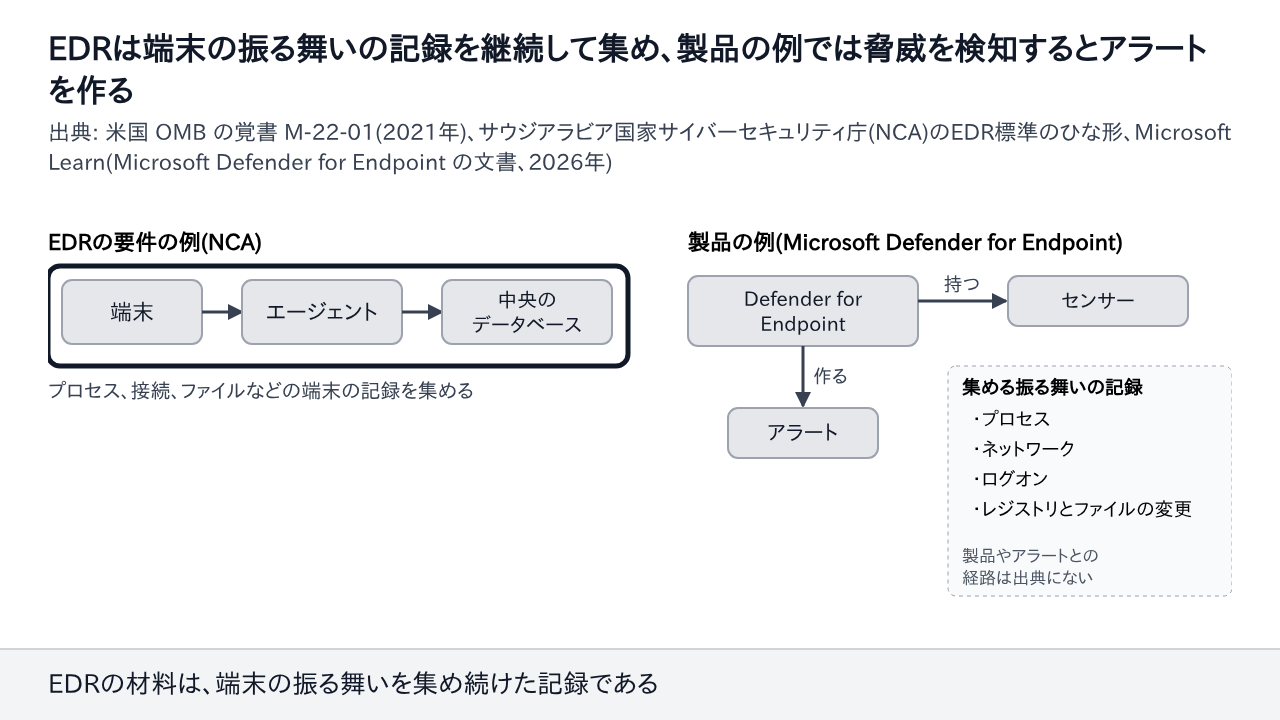 EDRは端末の振る舞いの記録を継続して集め、製品の例では脅威を検知するとアラート
を作る
出典: 米国 OMB の覚書 M-22-01(2021年)、サウジアラビア国家サイバーセキュリティ庁(NCA)のEDR標準のひな形、Microsoft
Learn(Microsoft Defender for Endpoint の文書、2026年)
EDRの要件の例(NCA)
端末
エージェント
中央の
データベース
プロセス、接続、ファイルなどの端末の記録を集める
製品の例(Microsoft Defender for Endpoint)
Defender for
Endpoint
持つ
センサー
作る
アラート
集める振る舞いの記録
・プロセス
・ネットワーク
・ログオン
・レジストリとファイルの変更
製品やアラートとの
経路は出典にない
EDRの材料は、端末の振る舞いを集め続けた記録である